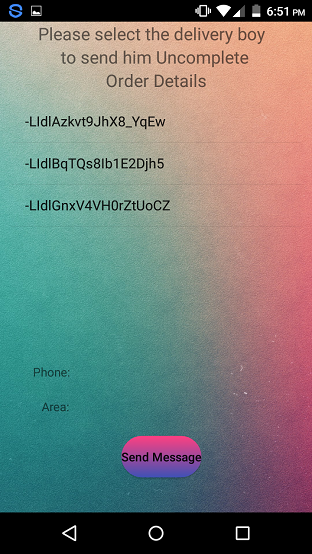 6:51 PM
Please select the delivery boy
to send him Uncomplete
Order Details
-LIdlAzkvt9JhX8_YqEw
-LIdlBqTQs8Ib1E2Djh5
-LIdlGnxV4VH0rZtUoCZ
Phone:
Area:
Send Message